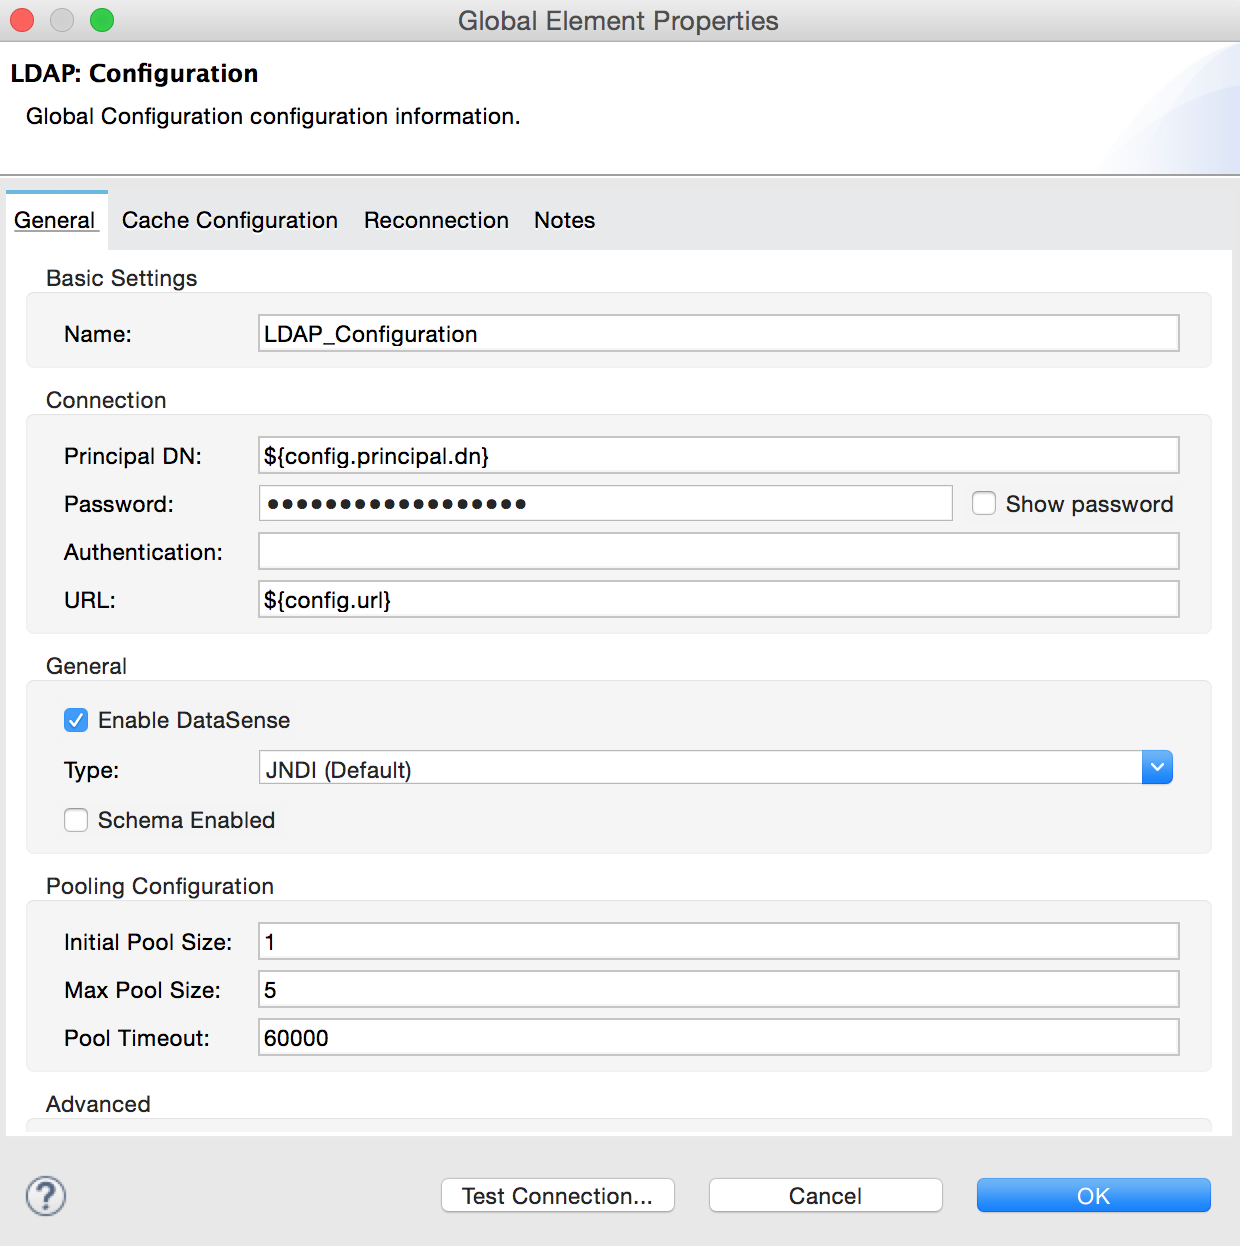 Global Element Properties
LDAP: Configuration
Global Configuration configuration information.
General Cache Configuration Reconnection Notes
Basic Settings
Name: LDAP_Configuration
Connection
Principal DN: ${config.principal.dn}
Password: ●●●●●●●●●●●●●●●●●● Show password
Authentication:
URL: ${config.url}
General
Enable DataSense
Type: JNDI (Default)
Schema Enabled
Pooling Configuration
Initial Pool Size: 1
Max Pool Size: 5
Pool Timeout: 60000
Advanced
? Test Connection... Cancel OK